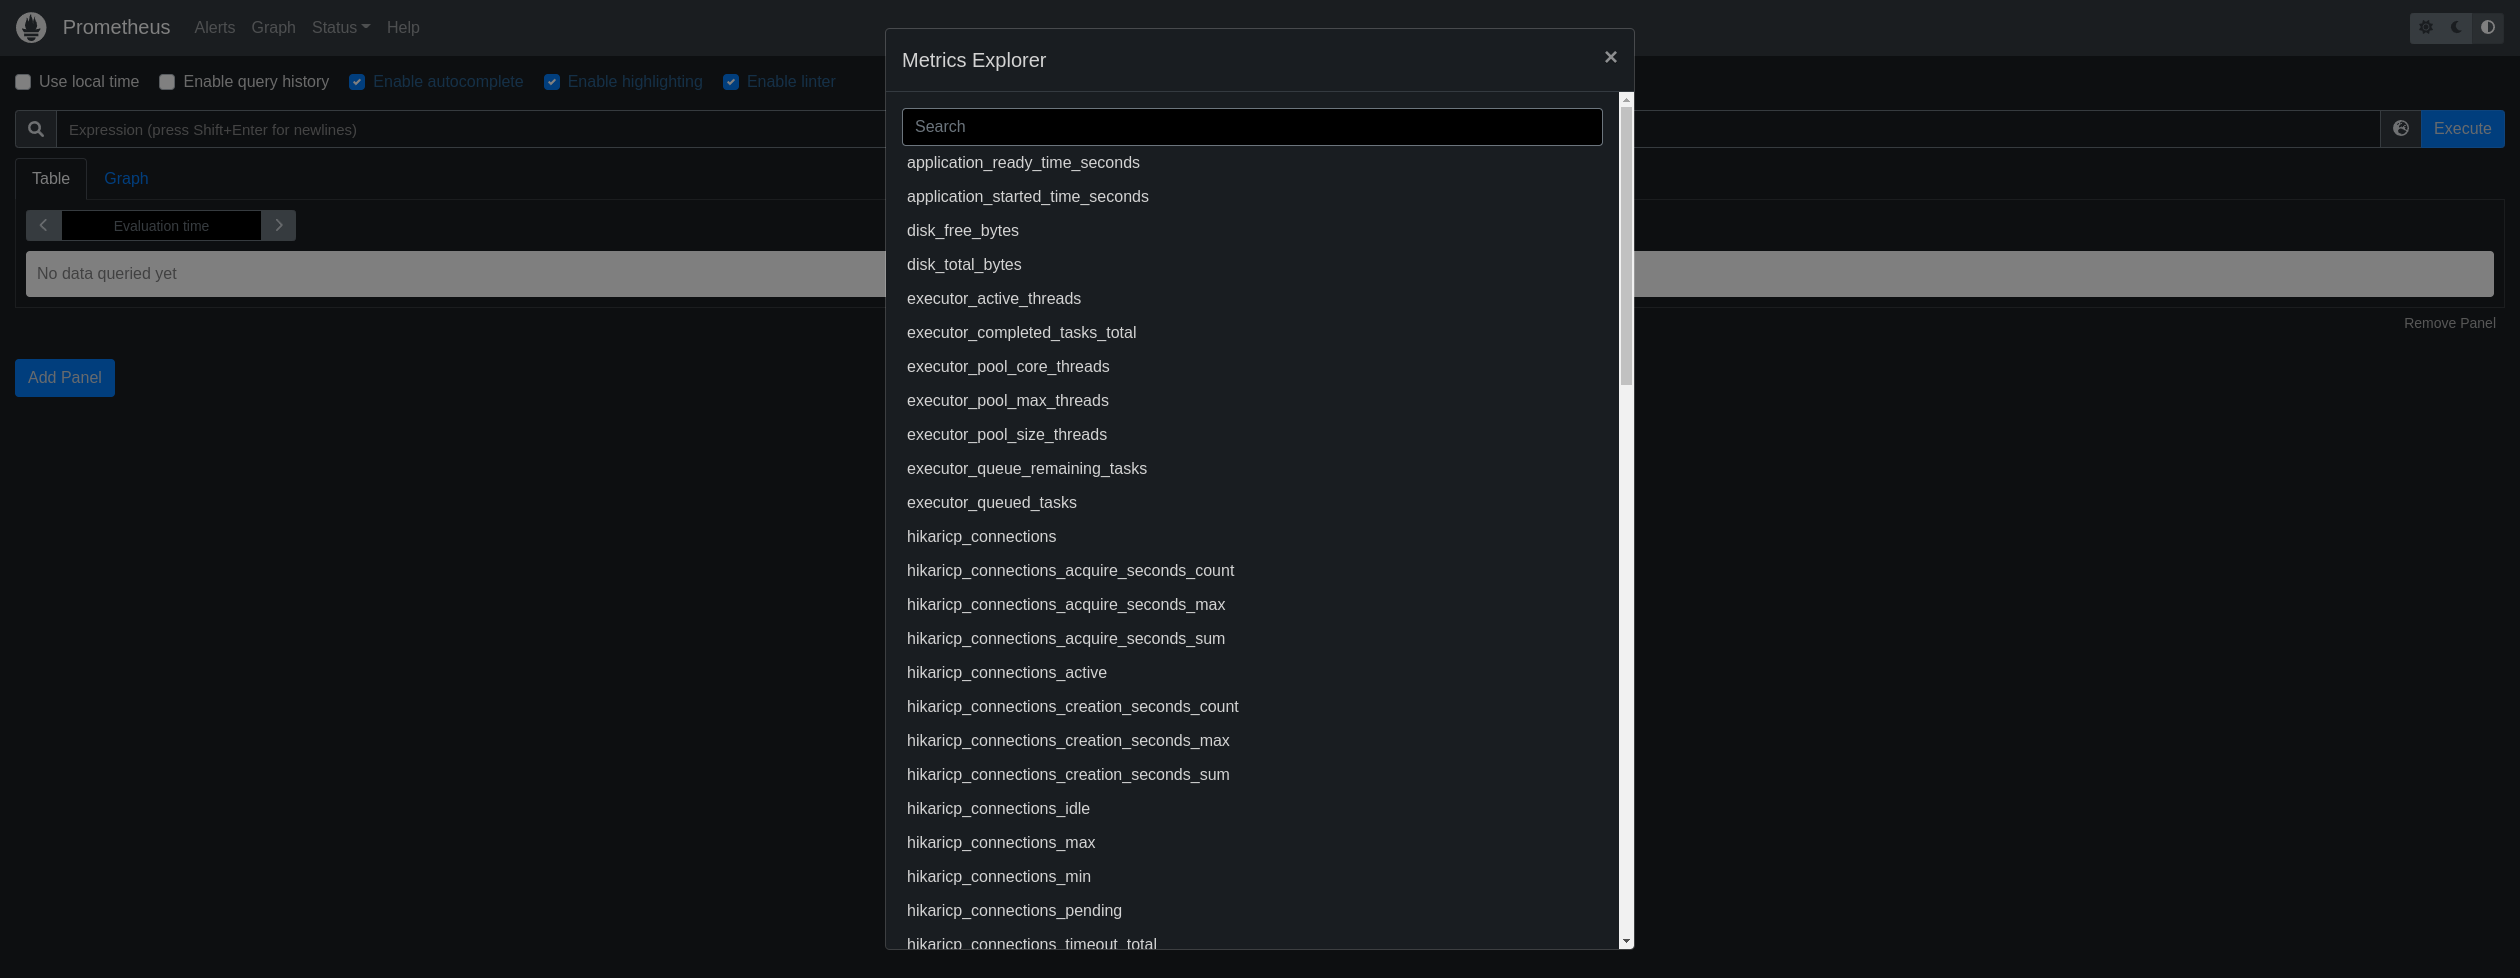 Prometheus Alerts Graph Status Help
Use local time Enable query history Enable autocomplete Enable highlighting Enable linter
Expression (press Shift+Enter for newlines)
Execute
Table Graph
Evaluation time
No data queried yet
Remove Panel
Add Panel
Metrics Explorer ×
Search
application_ready_time_seconds
application_started_time_seconds
disk_free_bytes
disk_total_bytes
executor_active_threads
executor_completed_tasks_total
executor_pool_core_threads
executor_pool_max_threads
executor_pool_size_threads
executor_queue_remaining_tasks
executor_queued_tasks
hikaricp_connections
hikaricp_connections_acquire_seconds_count
hikaricp_connections_acquire_seconds_max
hikaricp_connections_acquire_seconds_sum
hikaricp_connections_active
hikaricp_connections_creation_seconds_count
hikaricp_connections_creation_seconds_max
hikaricp_connections_creation_seconds_sum
hikaricp_connections_idle
hikaricp_connections_max
hikaricp_connections_min
hikaricp_connections_pending
hikaricp_connections_timeout_total